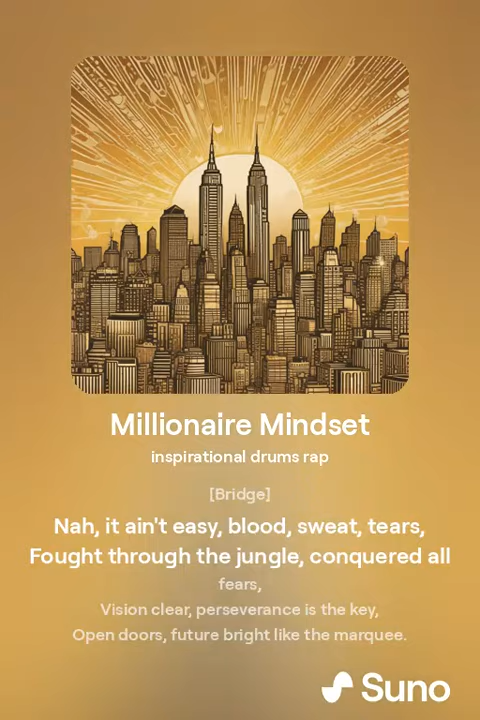 Millionaire Mindset
inspirational drums rap
[Bridge]
Nah, it ain't easy, blood, sweat, tears,
Fought through the jungle, conquered all
fears,
Vision clear, perseverance is the key,
Open doors, future bright like the marquee.
Suno